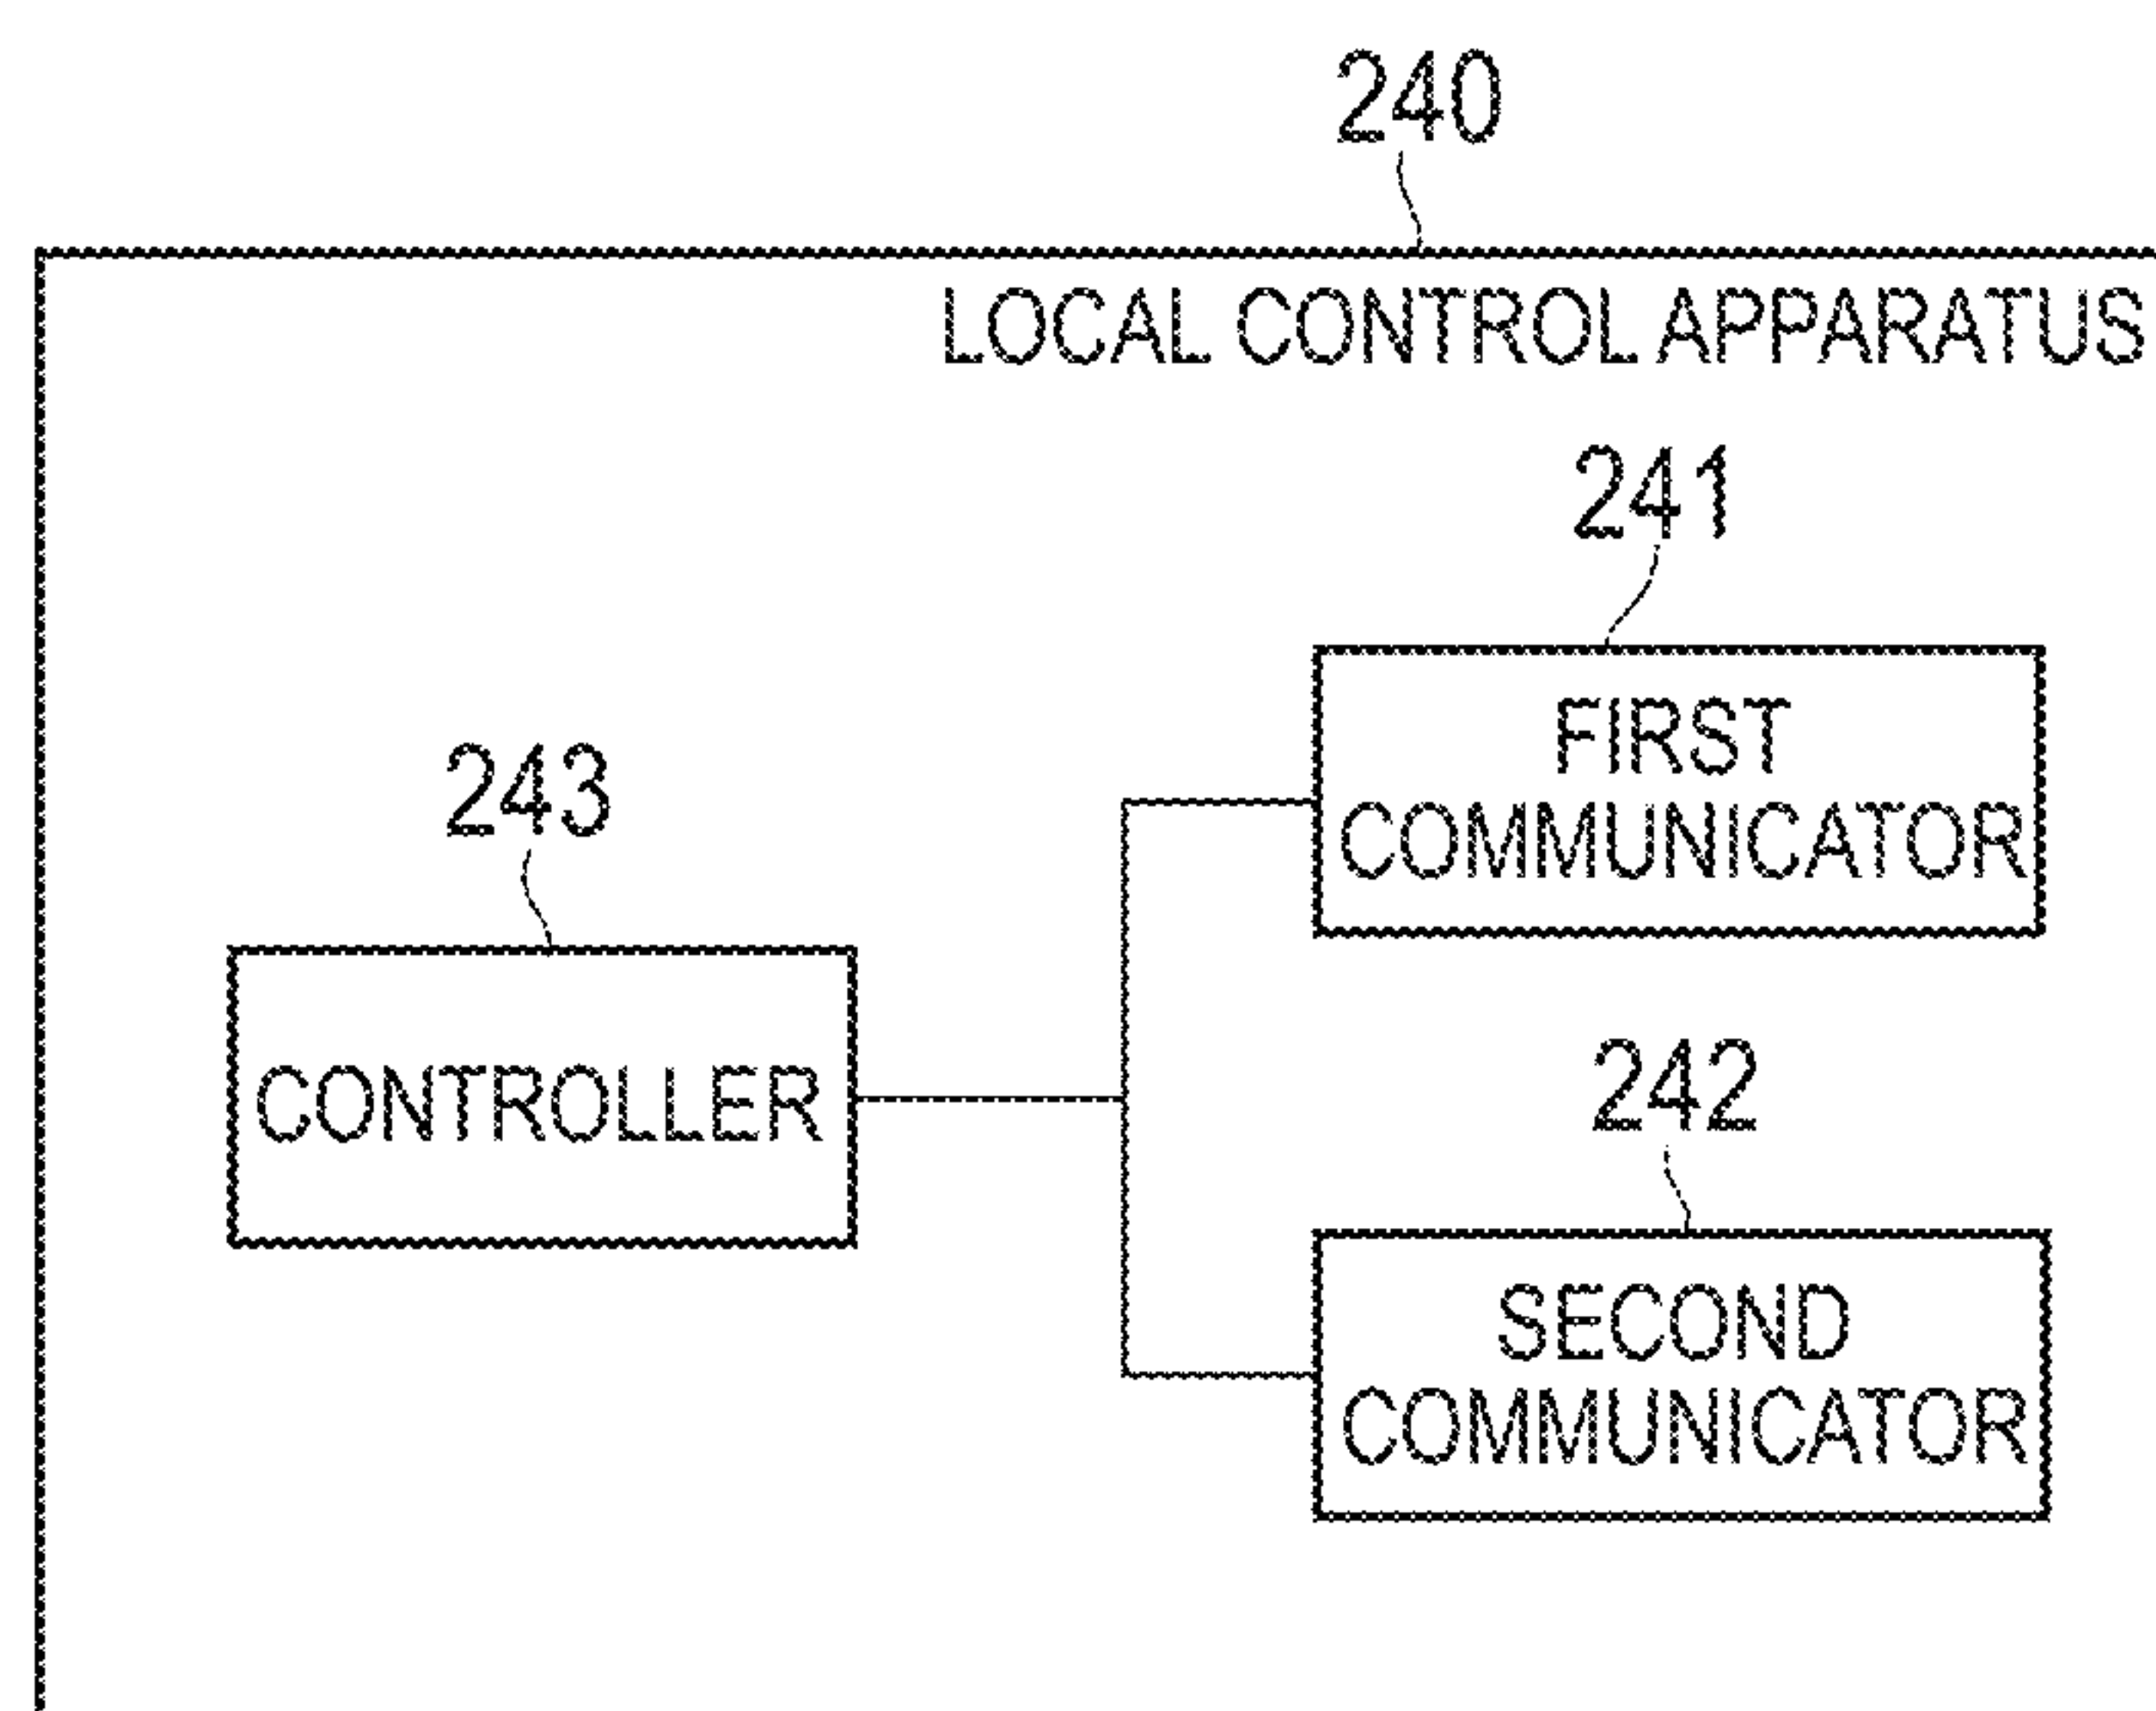 240
LOCAL CONTROL APPARATUS
241
FIRST
COMMUNICATOR
243
CONTROLLER
242
SECOND
COMMUNICATOR